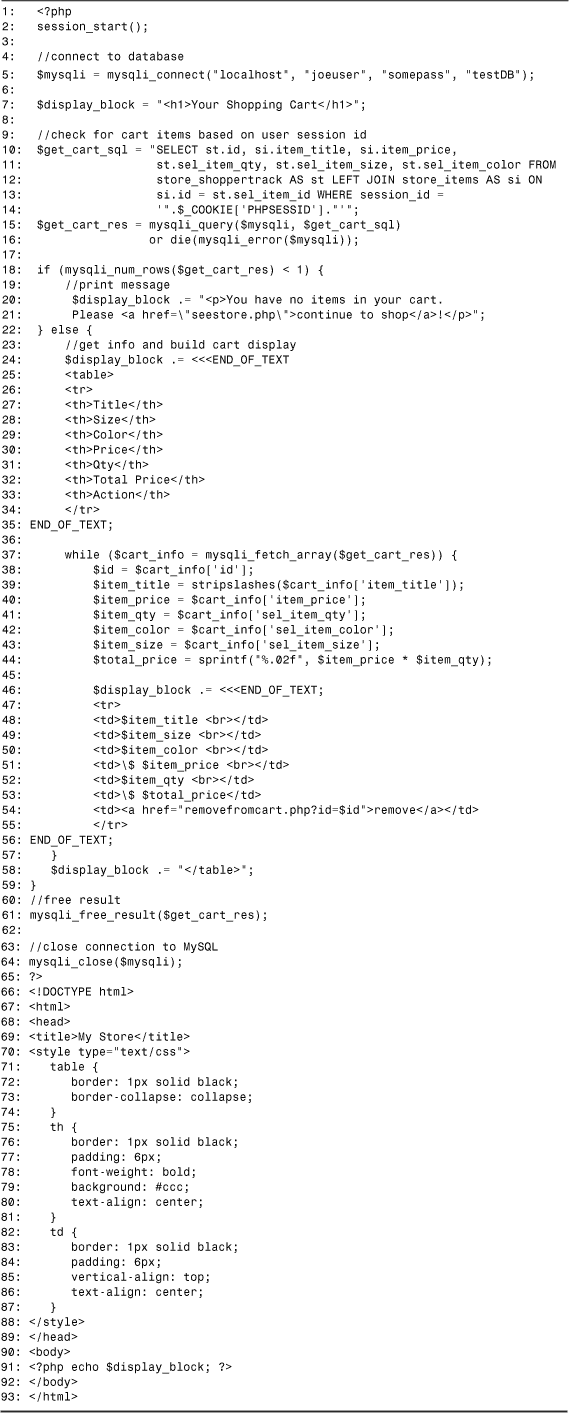 1: <?php
2: session_start();
3:
4: //connect to database
5: $mysqli = mysqli_connect("localhost", "joeuser", "somepass", "testDB");
6:
7: $display_block = "<h1>Your Shopping Cart</h1>";
8:
9: //check for cart items based on user session id
10: $get_cart_sql = "SELECT st.id, si.item_title, si.item_price,
11: st.sel_item_qty, st.sel_item_size, st.sel_item_color FROM
12: store_shoppertrack AS st LEFT JOIN store_items AS si ON
13: si.id = st.sel_item_id WHERE session_id =
14: '".$_COOKIE['PHPSESSID']."'";
15: $get_cart_res = mysqli_query($mysqli, $get_cart_sql)
16: or die(mysqli_error($mysqli));
17:
18: if (mysqli_num_rows($get_cart_res) < 1) {
19: //print message
20: $display_block .= "<p>You have no items in your cart.
21: Please <a href=\"seestore.php\">continue to shop</a>!</p>";
22: } else {
23: //get info and build cart display
24: $display_block .= <<<END_OF_TEXT
25: <table>
26: <tr>
27: <th>Title</th>
28: <th>Size</th>
29: <th>Color</th>
30: <th>Price</th>
31: <th>Qty</th>
32: <th>Total Price</th>
33: <th>Action</th>
34: </tr>
35: END_OF_TEXT;
36:
37: while ($cart_info = mysqli_fetch_array($get_cart_res)) {
38: $id = $cart_info['id'];
39: $item_title = stripslashes($cart_info['item_title']);
40: $item_price = $cart_info['item_price'];
41: $item_qty = $cart_info['sel_item_qty'];
42: $item_color = $cart_info['sel_item_color'];
43: $item_size = $cart_info['sel_item_size'];
44: $total_price = sprintf("%.02f", $item_price * $item_qty);
45:
46: $display_block .= <<<END_OF_TEXT;
47: <tr>
48: <td>$item_title <br></td>
49: <td>$item_size <br></td>
50: <td>$item_color <br></td>
51: <td>\$ $item_price <br></td>
52: <td>$item_qty <br></td>
53: <td>\$ $total_price</td>
54: <td><a href="removefromcart.php?id=$id">remove</a></td>
55: </tr>
56: END_OF_TEXT;
57: }
58: $display_block .= "</table>";
59: }
60: //free result
61: mysqli_free_result($get_cart_res);
62:
63: //close connection to MySQL
64: mysqli_close($mysqli);
65: ?>
66: <!DOCTYPE html>
67: <html>
68: <head>
69: <title>My Store</title>
70: <style type="text/css">
71: table {
72: border: 1px solid black;
73: border-collapse: collapse;
74: }
75: th {
76: border: 1px solid black;
77: padding: 6px;
78: font-weight: bold;
79: background: #ccc;
80: text-align: center;
81: }
82: td {
83: border: 1px solid black;
84: padding: 6px;
85: vertical-align: top;
86: text-align: center;
87: }
88: </style>
89: </head>
90: <body>
91: <?php echo $display_block; ?>
92: </body>
93: </html>